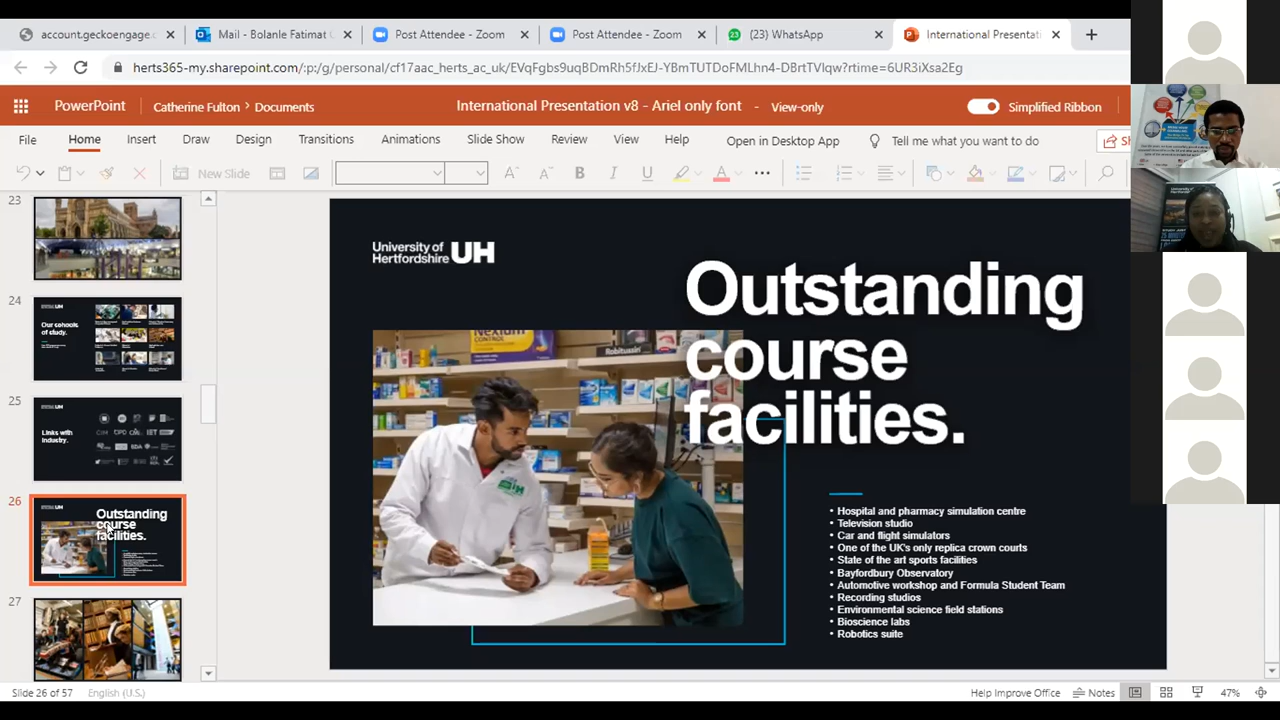 account.geckoengage.c
Mail - Bolanle Fatimat
Post Attendee - Zoom
Post Attendee - Zoom
(23) WhatsApp
International Presentati
herts365-my.sharepoint.com/:p:/g/personal/cf17aac_herts_ac_uk/EVqFgbs9uqBDmRh5fJxEJ-YBmTUTDoFMLhn4-DBrtTVlqw?rtime=6UR3iXsa2Eg
PowerPoint
Catherine Fulton > Documents
International Presentation v8 - Ariel only font - View-only
Simplified Ribbon
File
Home
Insert
Draw
Design
Transitions
Animations
Review
View
Help
Open in Desktop App
Tell me what you want to do
Sh
New Slide
B
I
U
23
24
Our schools
of study.
25
Links with
industry.
26
Outstanding
course
facilities.
27
University of
Hertfordshire UH
Outstanding
course
facilities.
Nexium
CONTROL
Robitussin
UH
• Hospital and pharmacy simulation centre
• Television studio
• Car and flight simulators
• One of the UK's only replica crown courts
• State of the art sports facilities
• Bayfordbury Observatory
• Automotive workshop and Formula Student Team
• Recording studios
• Environmental science field stations
• Bioscience labs
• Robotics suite
Slide 26 of 57
English (U.S.)
Help Improve Office
Notes
47%